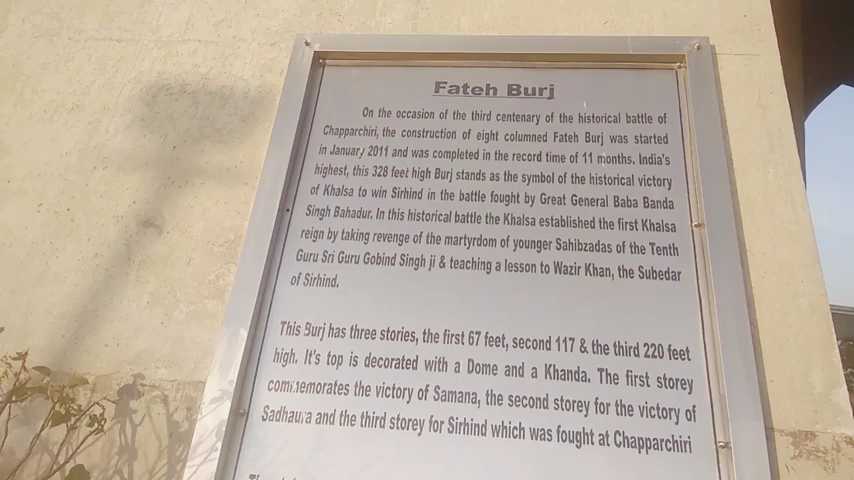 Fateh Burj
On the occasion of the third centenary of the historical battle of
Chapparchiri, the construction of eight columned Fateh Burj was started
in January 2011 and was completed in the record time of 11 months. India's
highest, this 328 feet high Burj stands as the symbol of the historical victory
of Khalsa to win Sirhind in the battle fought by Great General Baba Banda
Singh Bahadur. In this historical battle the Khalsa established the first Khalsa
reign by taking revenge of the martyrdom of younger Sahibzadas of the Tenth
Guru Sri Guru Gobind Singh ji & teaching a lesson to Wazir Khan, the Subedar
of Sirhind.
This Burj has three stories, the first 67 feet, second 117 & the third 220 feet
high. It's top is decorated with a Dome and a Khanda. The first storey
commemorates the victory of Samana, the second storey for the victory of
Sadhaura and the third storey for Sirhind which was fought at Chapparchiri